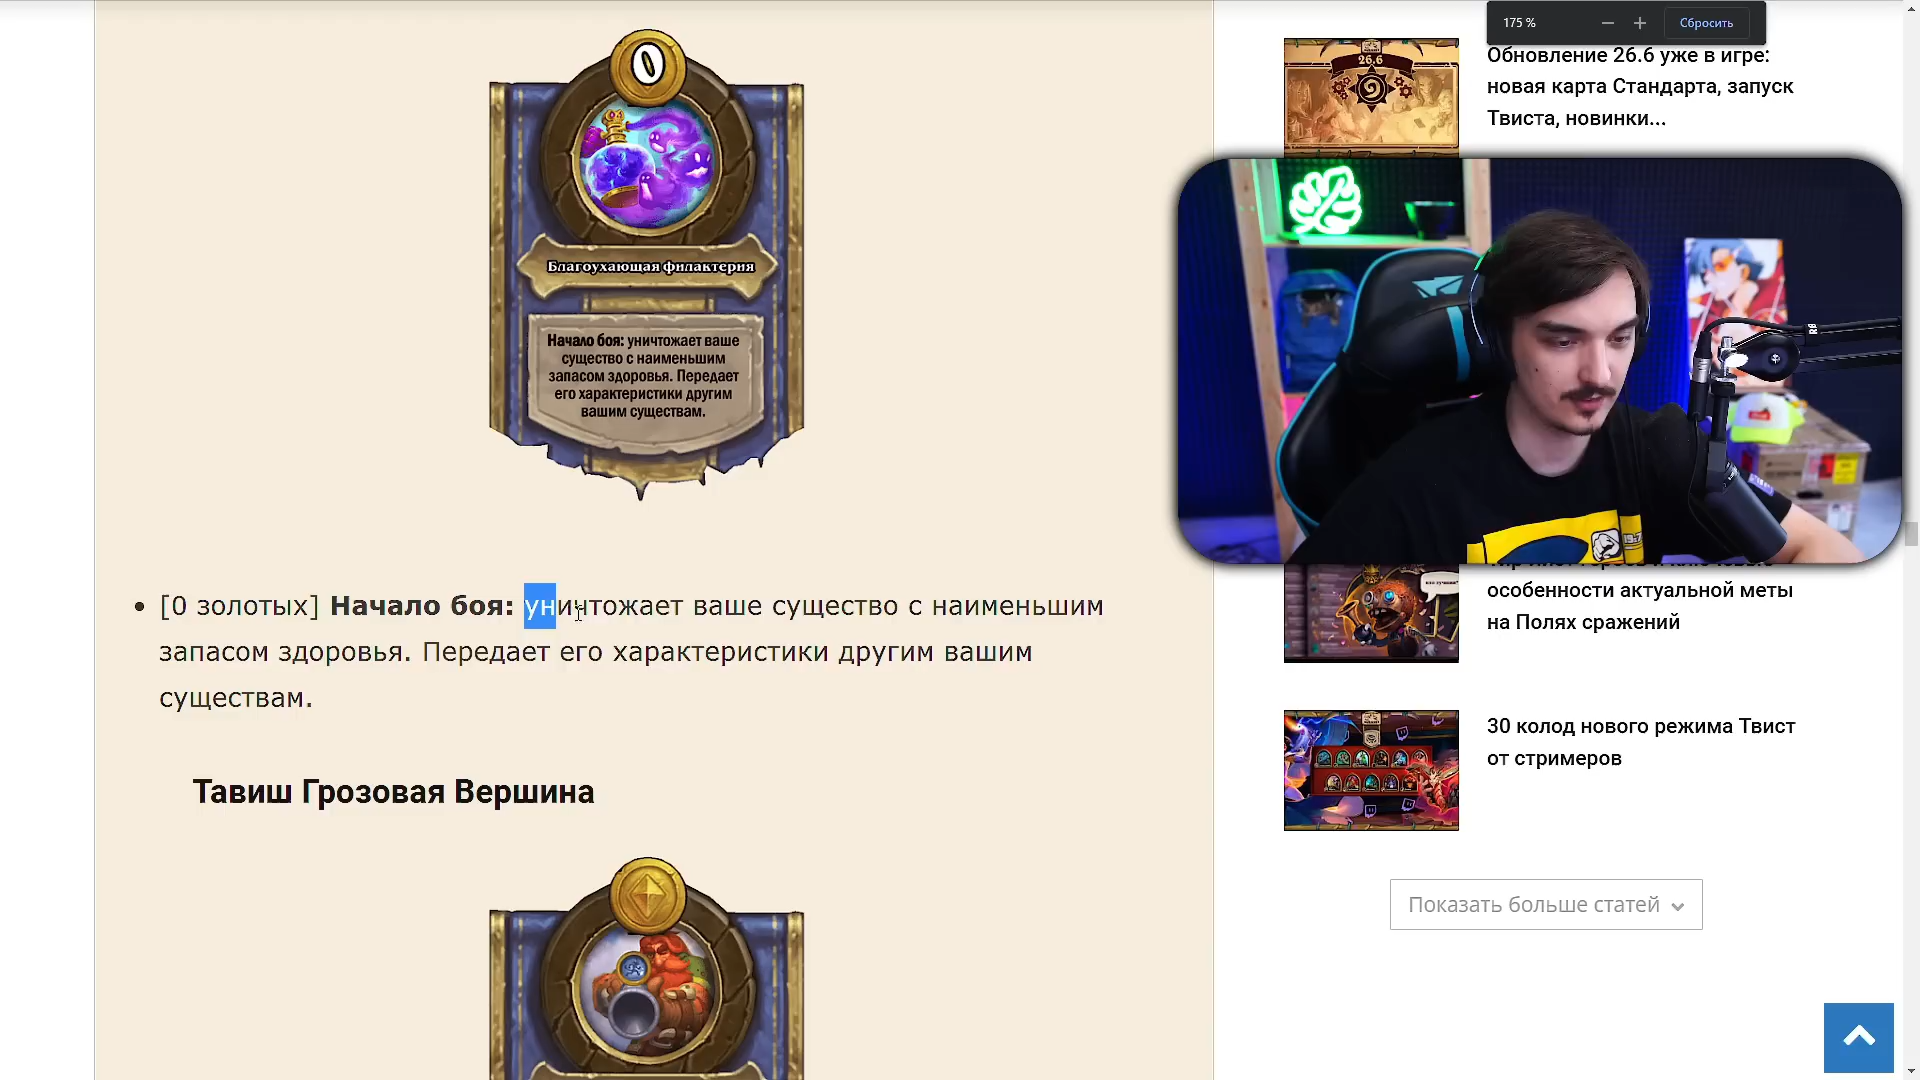 175 %
Сбросить
Обновление 26.6 уже в игре:
новая карта Стандарта, запуск
Твиста, новинки...
26.6
0
Благоухающая филактерия
Начало боя: уничтожает ваше
существо с наименьшим
запасом здоровья. Передает
его характеристики другим
вашим существам.
[0 золотых] Начало боя: уничтожает ваше существо с наименьшим
запасом здоровья. Передает его характеристики другим вашим
существам.
Тавиш Грозовая Вершина
особенности актуальной меты
на Полях сражений
30 колод нового режима Твист
от стримеров
Показать больше статей